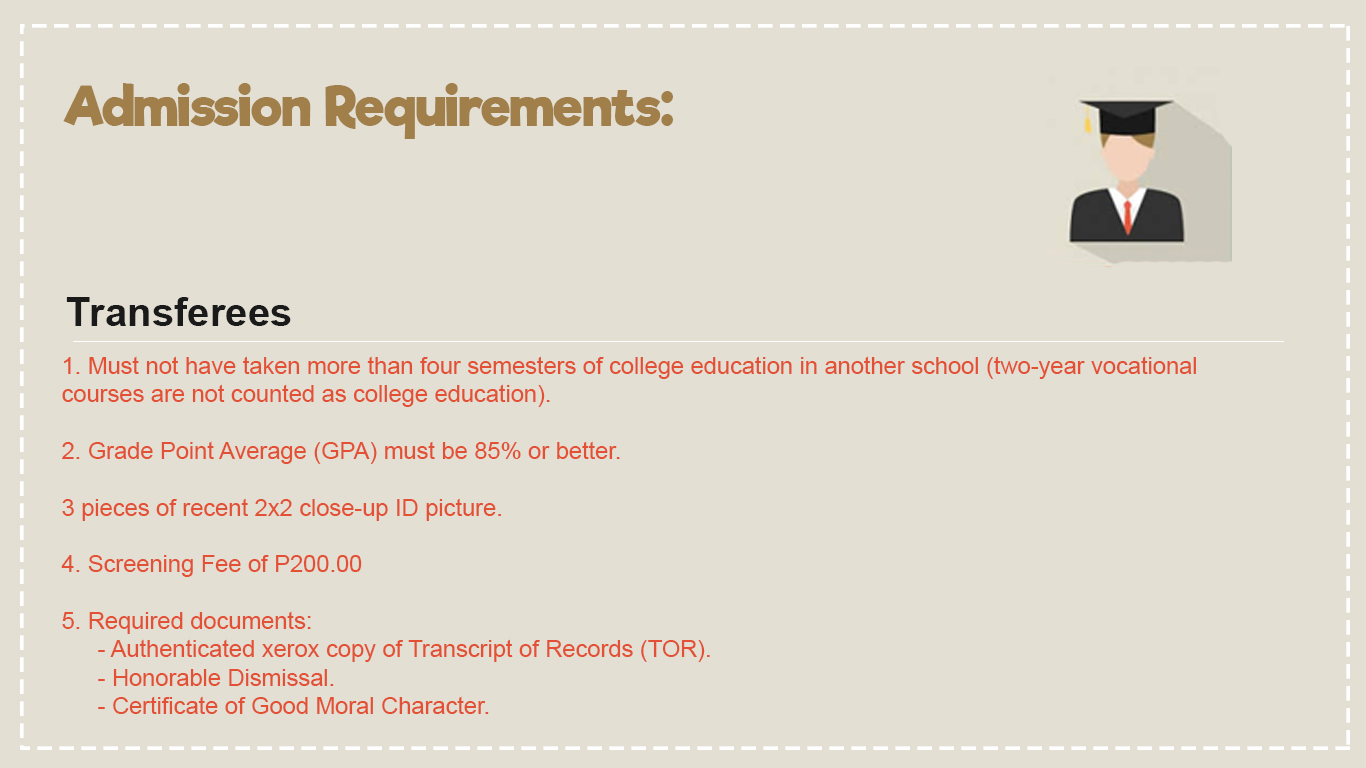 Admission Requirements:
Transferees
1. Must not have taken more than four semesters of college education in another school (two-year vocational
courses are not counted as college education).
2. Grade Point Average (GPA) must be 85% or better.
3 pieces of recent 2x2 close-up ID picture.
4. Screening Fee of P200.00
5. Required documents:
- Authenticated xerox copy of Transcript of Records (TOR).
- Honorable Dismissal.
- Certificate of Good Moral Character.